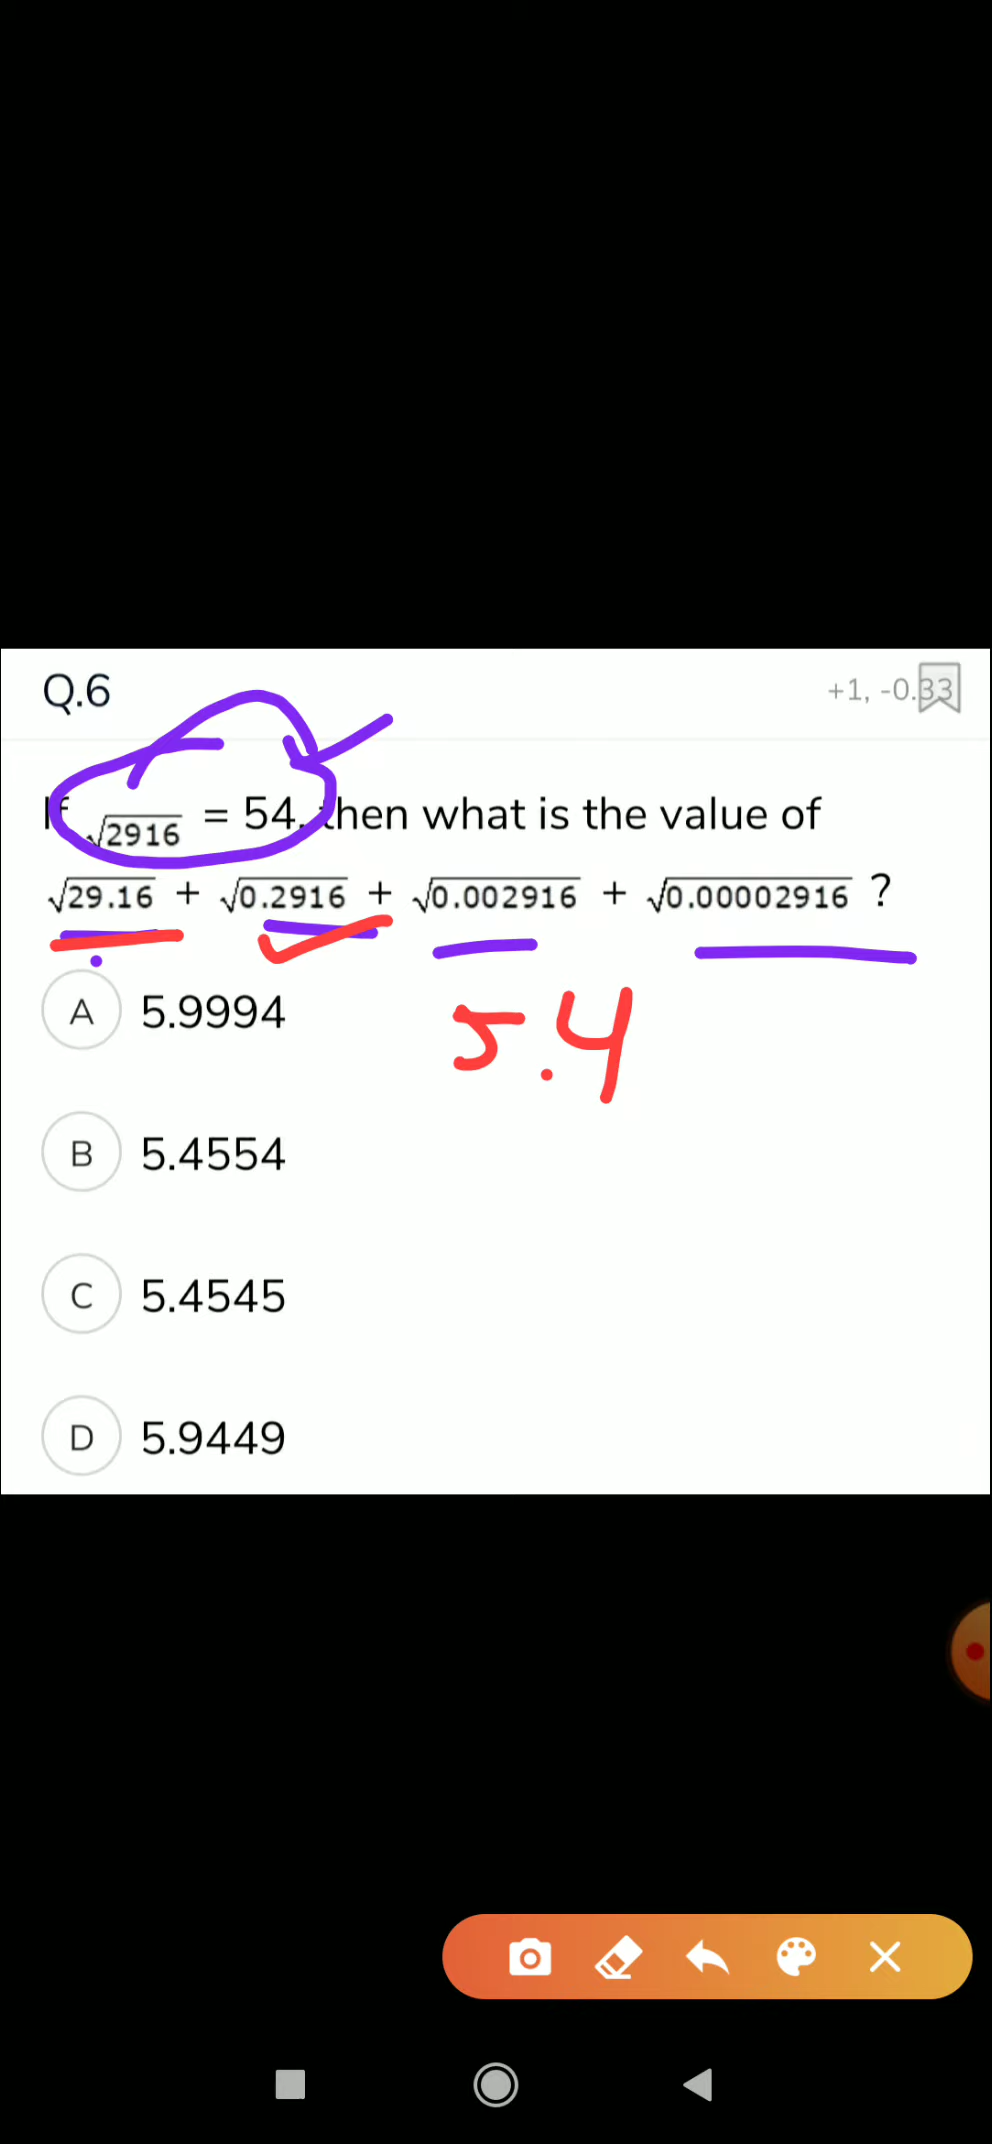 Q.6 +1, -0.33
If √2916 = 54, then what is the value of
√29.16 + √0.2916 + √0.002916 + √0.00002916 ?
A 5.9994
5.4
B 5.4554
C 5.4545
D 5.9449